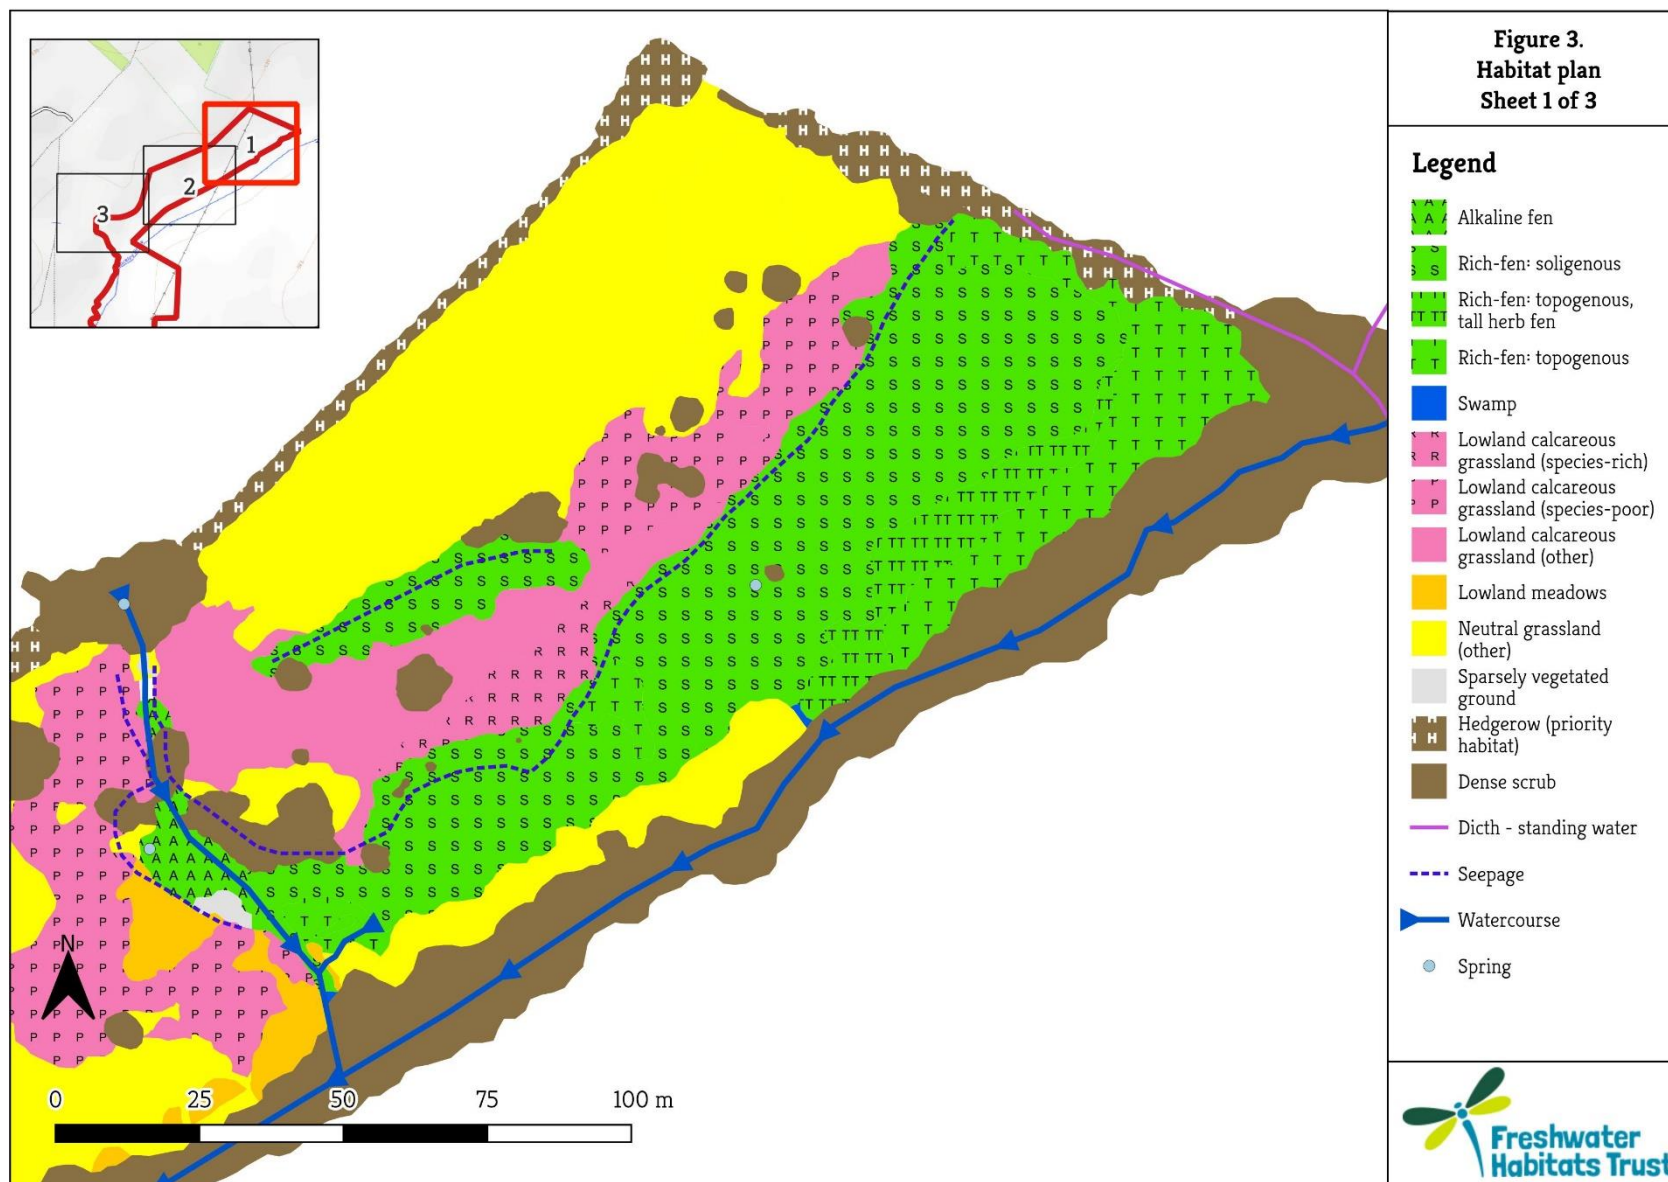 Figure 3.
Habitat plan
Sheet 1 of 3
Legend
Alkaline fen
Rich-fen: soligenous
Rich-fen: topogenous,
tall herb fen
Rich-fen: topogenous
Swamp
Lowland calcareous
grassland (species-rich)
Lowland calcareous
grassland (species-poor)
Lowland calcareous
grassland (other)
Lowland meadows
Neutral grassland
(other)
Sparsely vegetated
ground
Hedgerow (priority
habitat)
Dense scrub
Dicth - standing water
Seepage
Watercourse
Spring
1
2
3
N
0 25 50 75 100 m
Freshwater
Habitats Trust